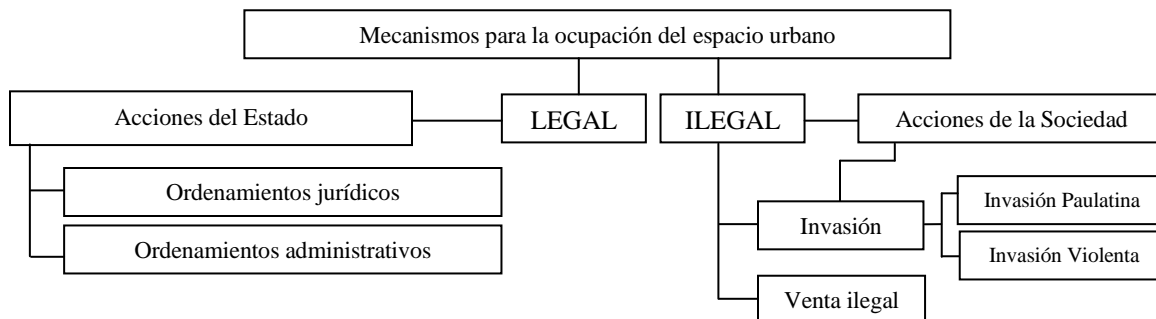 Mecanismos para la ocupación del espacio urbano
Acciones del Estado
LEGAL
ILEGAL
Acciones de la Sociedad
Ordenamientos jurídicos
Ordenamientos administrativos
Invasión
Invasión Paulatina
Invasión Violenta
Venta ilegal